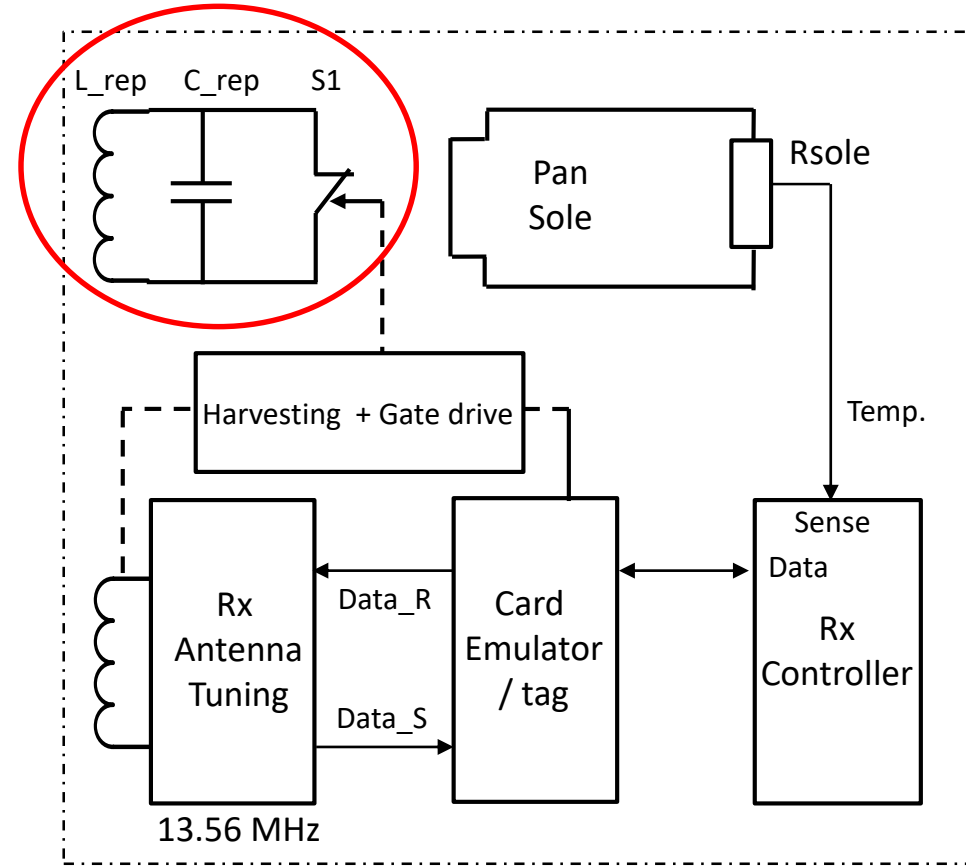 L_rep C_rep S1
Pan
Sole
Rsole
Harvesting + Gate drive
Temp.
Rx
Antenna
Tuning
Data_R
Data_S
Card
Emulator
/ tag
Sense
Data
Rx
Controller
13.56 MHz